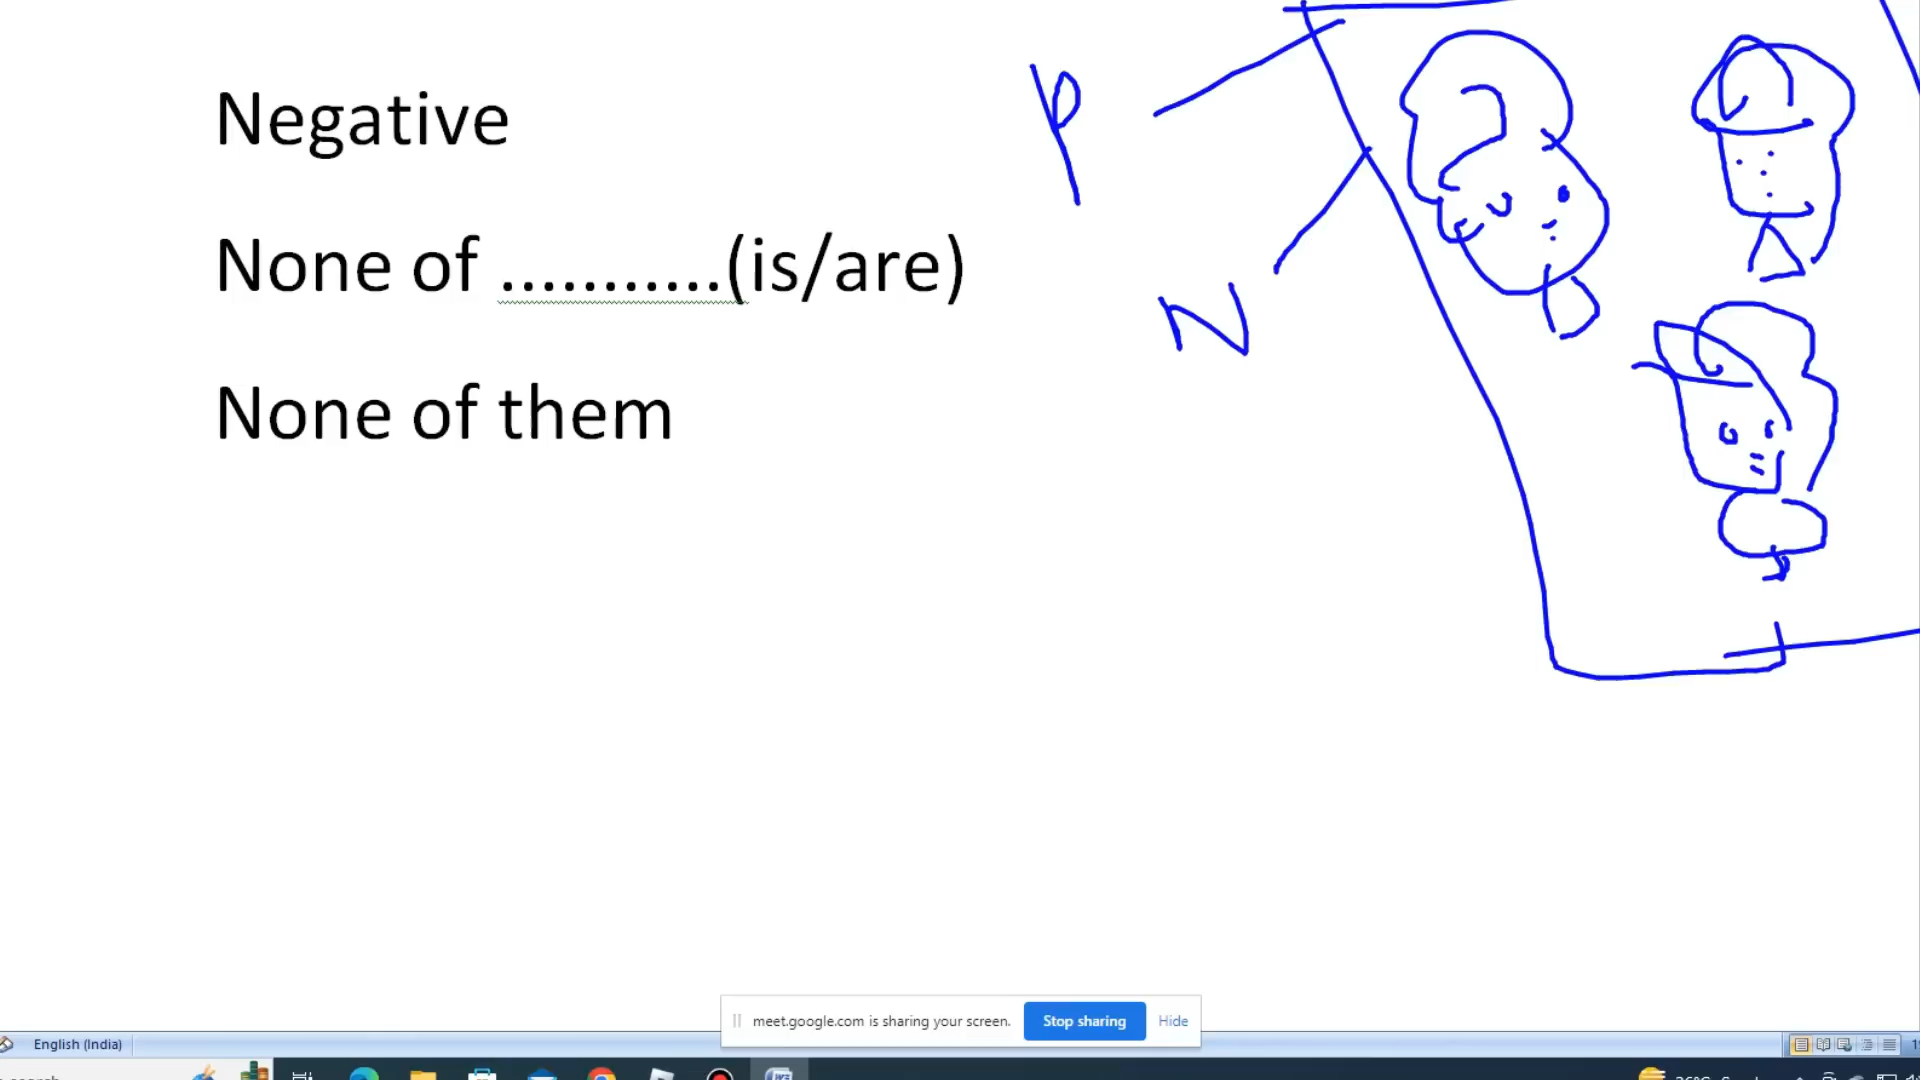 Negative
None of ...........(is/are)
None of them
P
N
meet.google.com is sharing your screen.
Stop sharing
Hide
English (India)